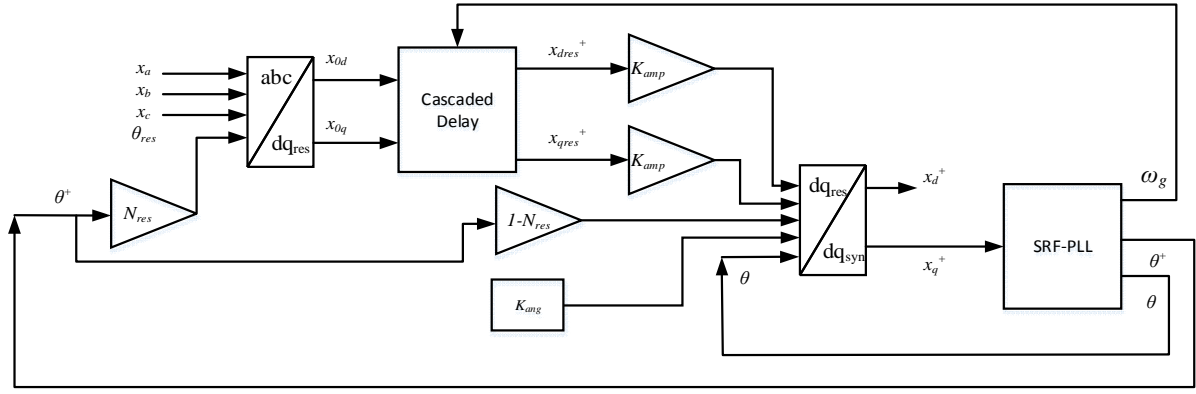 x_a
x_b
x_c
θ_res
abc
dq_res
x_0d
x_0q
Cascaded
Delay
x_dres^+
x_qres^+
K_amp
K_amp
θ^+
N_res
1-N_res
K_ang
θ
dq_res
dq_syn
x_d^+
x_q^+
SRF-PLL
ω_g
θ^+
θ